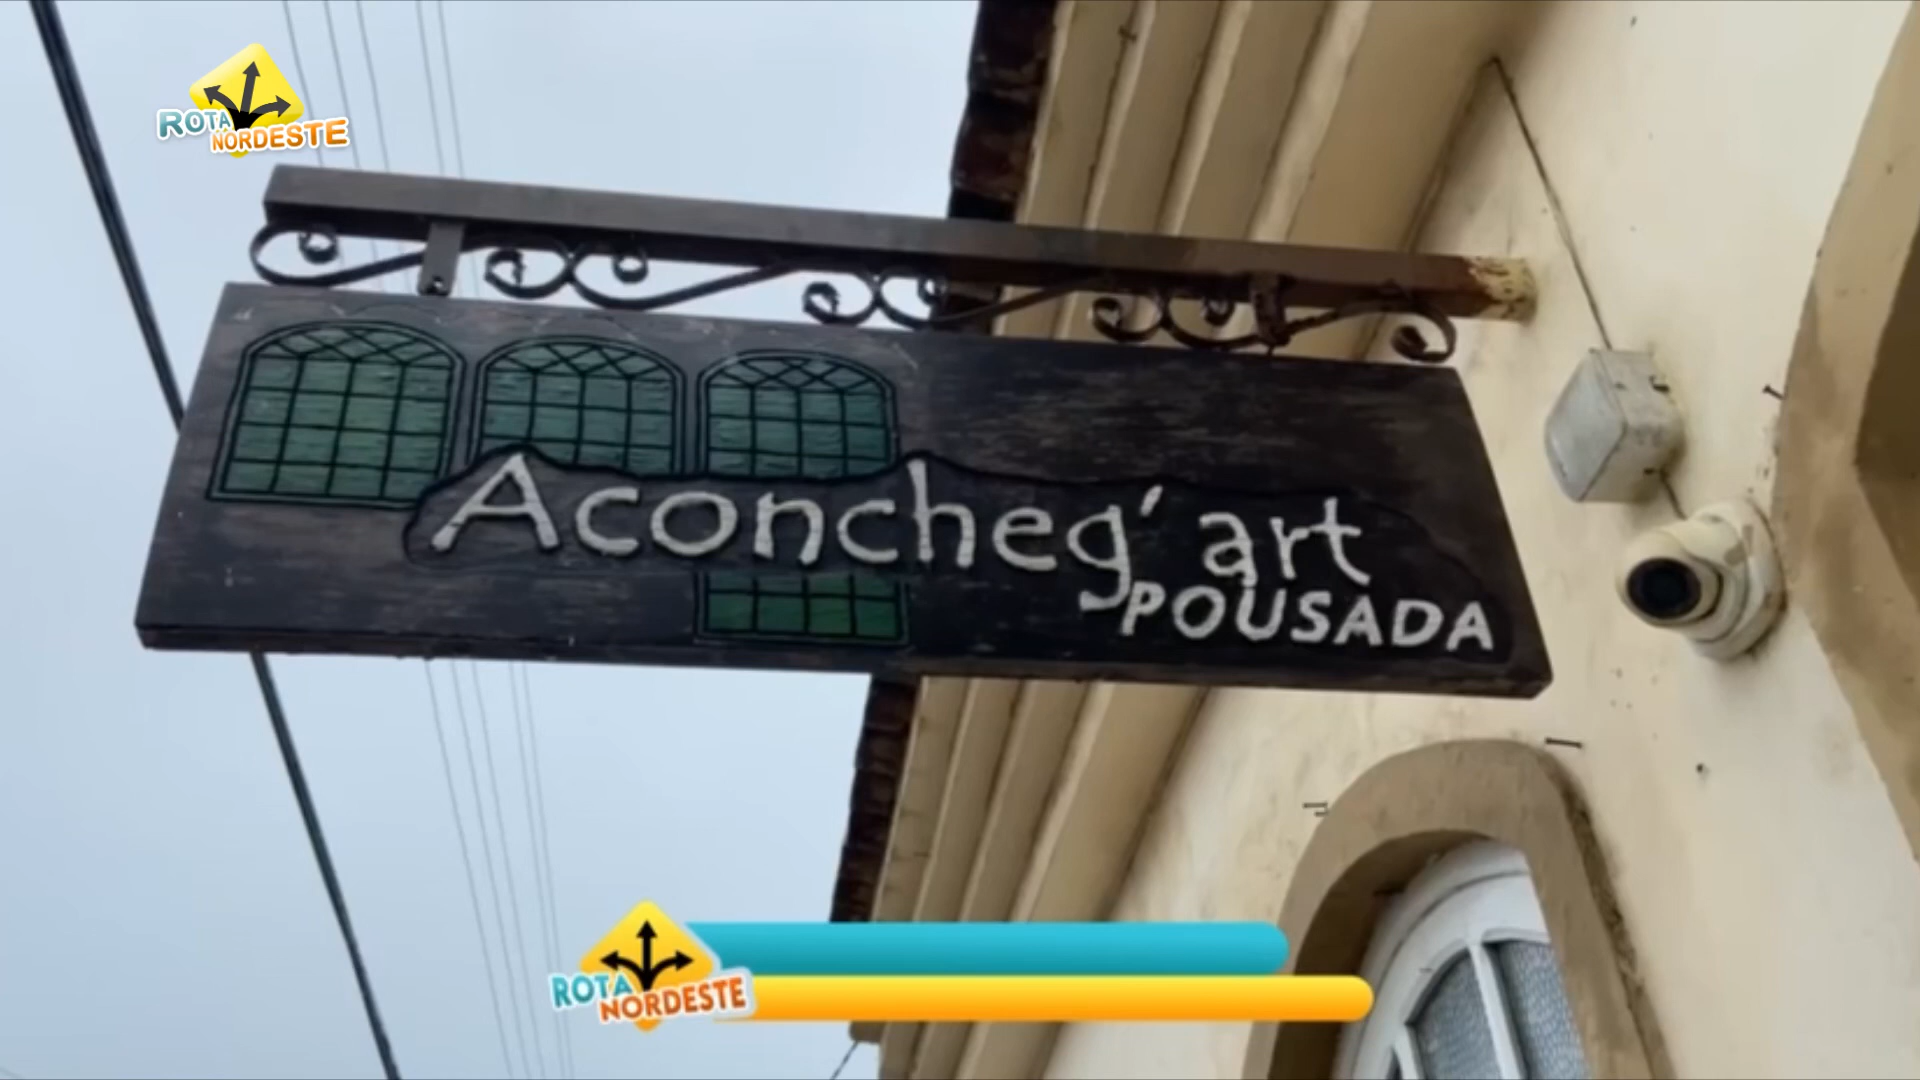 ROTA
NORDESTE
Aconcheg' art
POUSADA
ROTA
NORDESTE